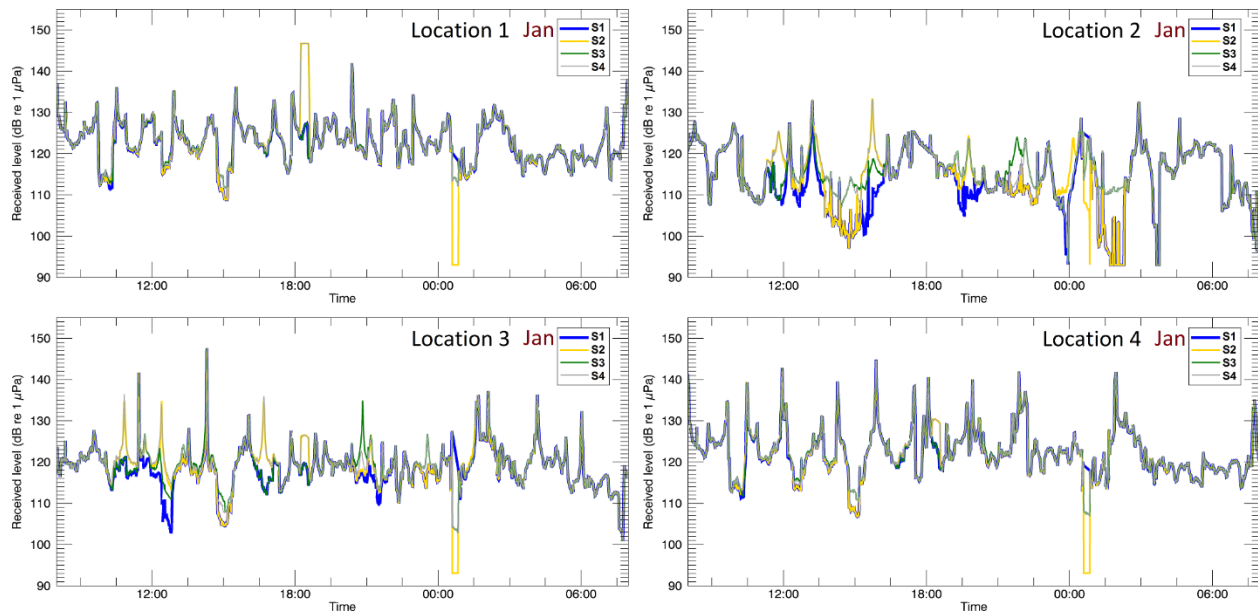 Location 1 Jan
S1
S2
S3
S4
Received level (dB re 1 μPa)
150
140
130
120
110
100
90
12:00
18:00
00:00
06:00
Time
Location 2 Jan
S1
S2
S3
S4
Received level (dB re 1 μPa)
150
140
130
120
110
100
90
12:00
18:00
00:00
06:00
Time
Location 3 Jan
S1
S2
S3
S4
Received level (dB re 1 μPa)
150
140
130
120
110
100
90
12:00
18:00
00:00
06:00
Time
Location 4 Jan
S1
S2
S3
S4
Received level (dB re 1 μPa)
150
140
130
120
110
100
90
12:00
18:00
00:00
06:00
Time